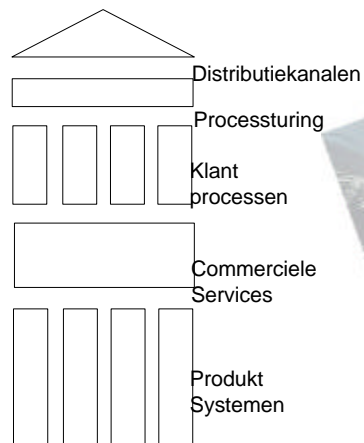 Distributiekanalen
Processturing
Klant
processen
Commerciele
Services
Produkt
Systemen